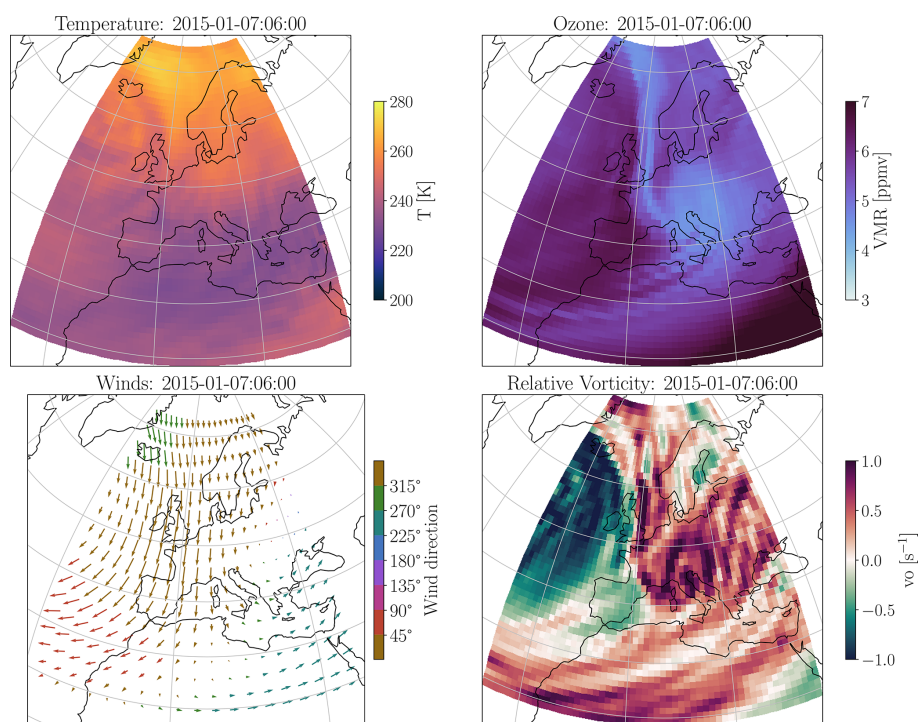 Temperature: 2015-01-07:06:00
280
260
240
220
200
T [K]
Ozone: 2015-01-07:06:00
7
6
5
4
3
VMR [ppmv]
Winds: 2015-01-07:06:00
315°
270°
225°
180°
135°
90°
45°
Wind direction
Relative Vorticity: 2015-01-07:06:00
1.0
0.5
0.0
−0.5
−1.0
vo [s⁻¹]